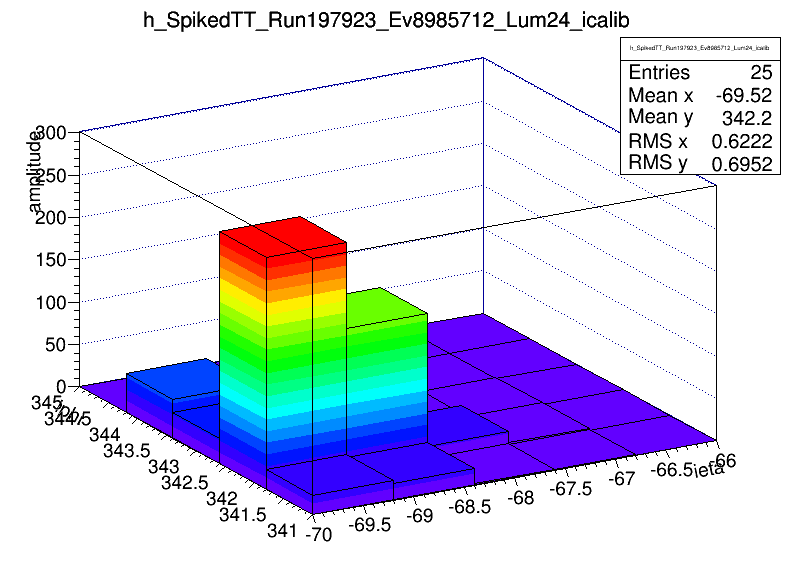 h_SpikedTT_Run197923_Ev8985712_Lum24_icalib
h_SpikedTT_Run197923_Ev8985712_Lum24_icalib
Entries 25
Mean x -69.52
Mean y 342.2
RMS x 0.6222
RMS y 0.6952
amplitude
300
250
200
150
100
50
0
345
344.5
344
343.5
343
342.5
342
341.5
341
-70
-69.5
-69
-68.5
-68
-67.5
-67
-66.5
-66
ieta